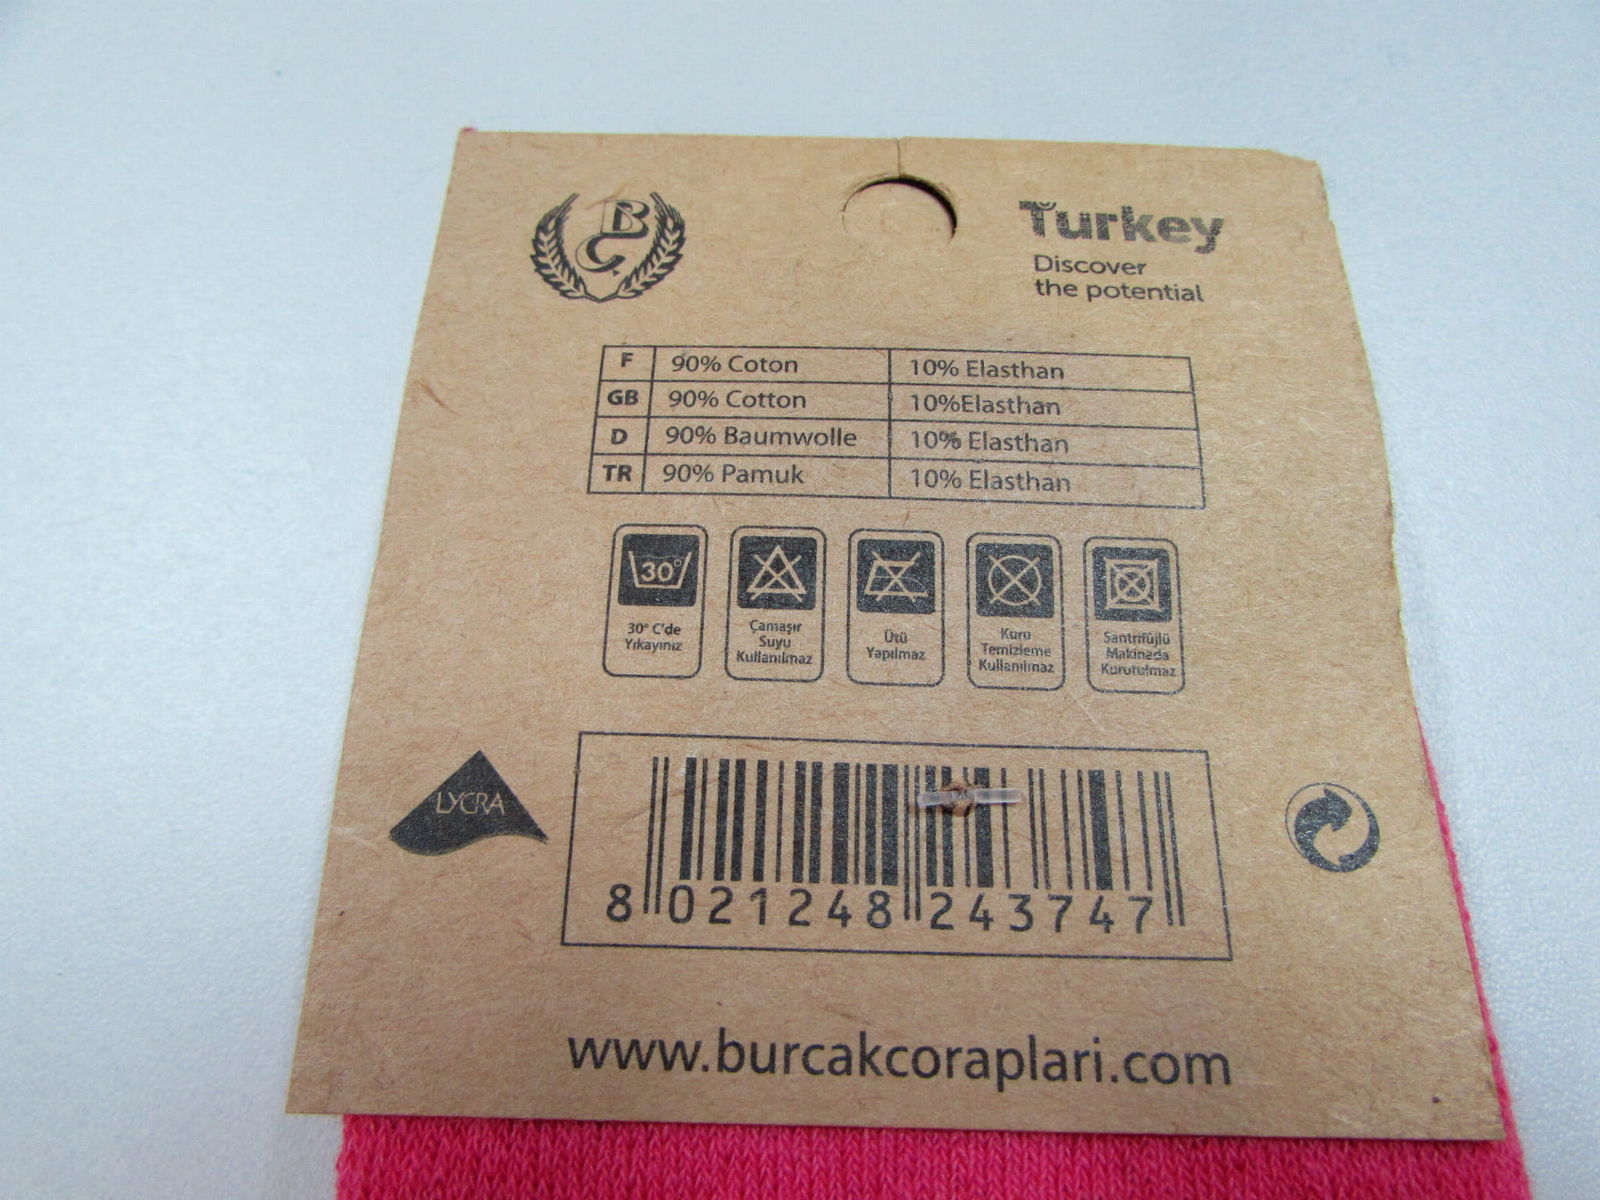 BÇ
Turkey
Discover
the potential
F 90% Coton 10% Elasthan
GB 90% Cotton 10%Elasthan
D 90% Baumwolle 10% Elasthan
TR 90% Pamuk 10% Elasthan
30°
30° C'de
Yıkayınız
Çamaşır
Suyu
Kullanılmaz
Ütü
Yapılmaz
Kuru
Temizleme
Kullanılmaz
Santrifüjlü
Makinada
Kurutulmaz
LYCRA
8 021248 243747
www.burcakcoraplari.com